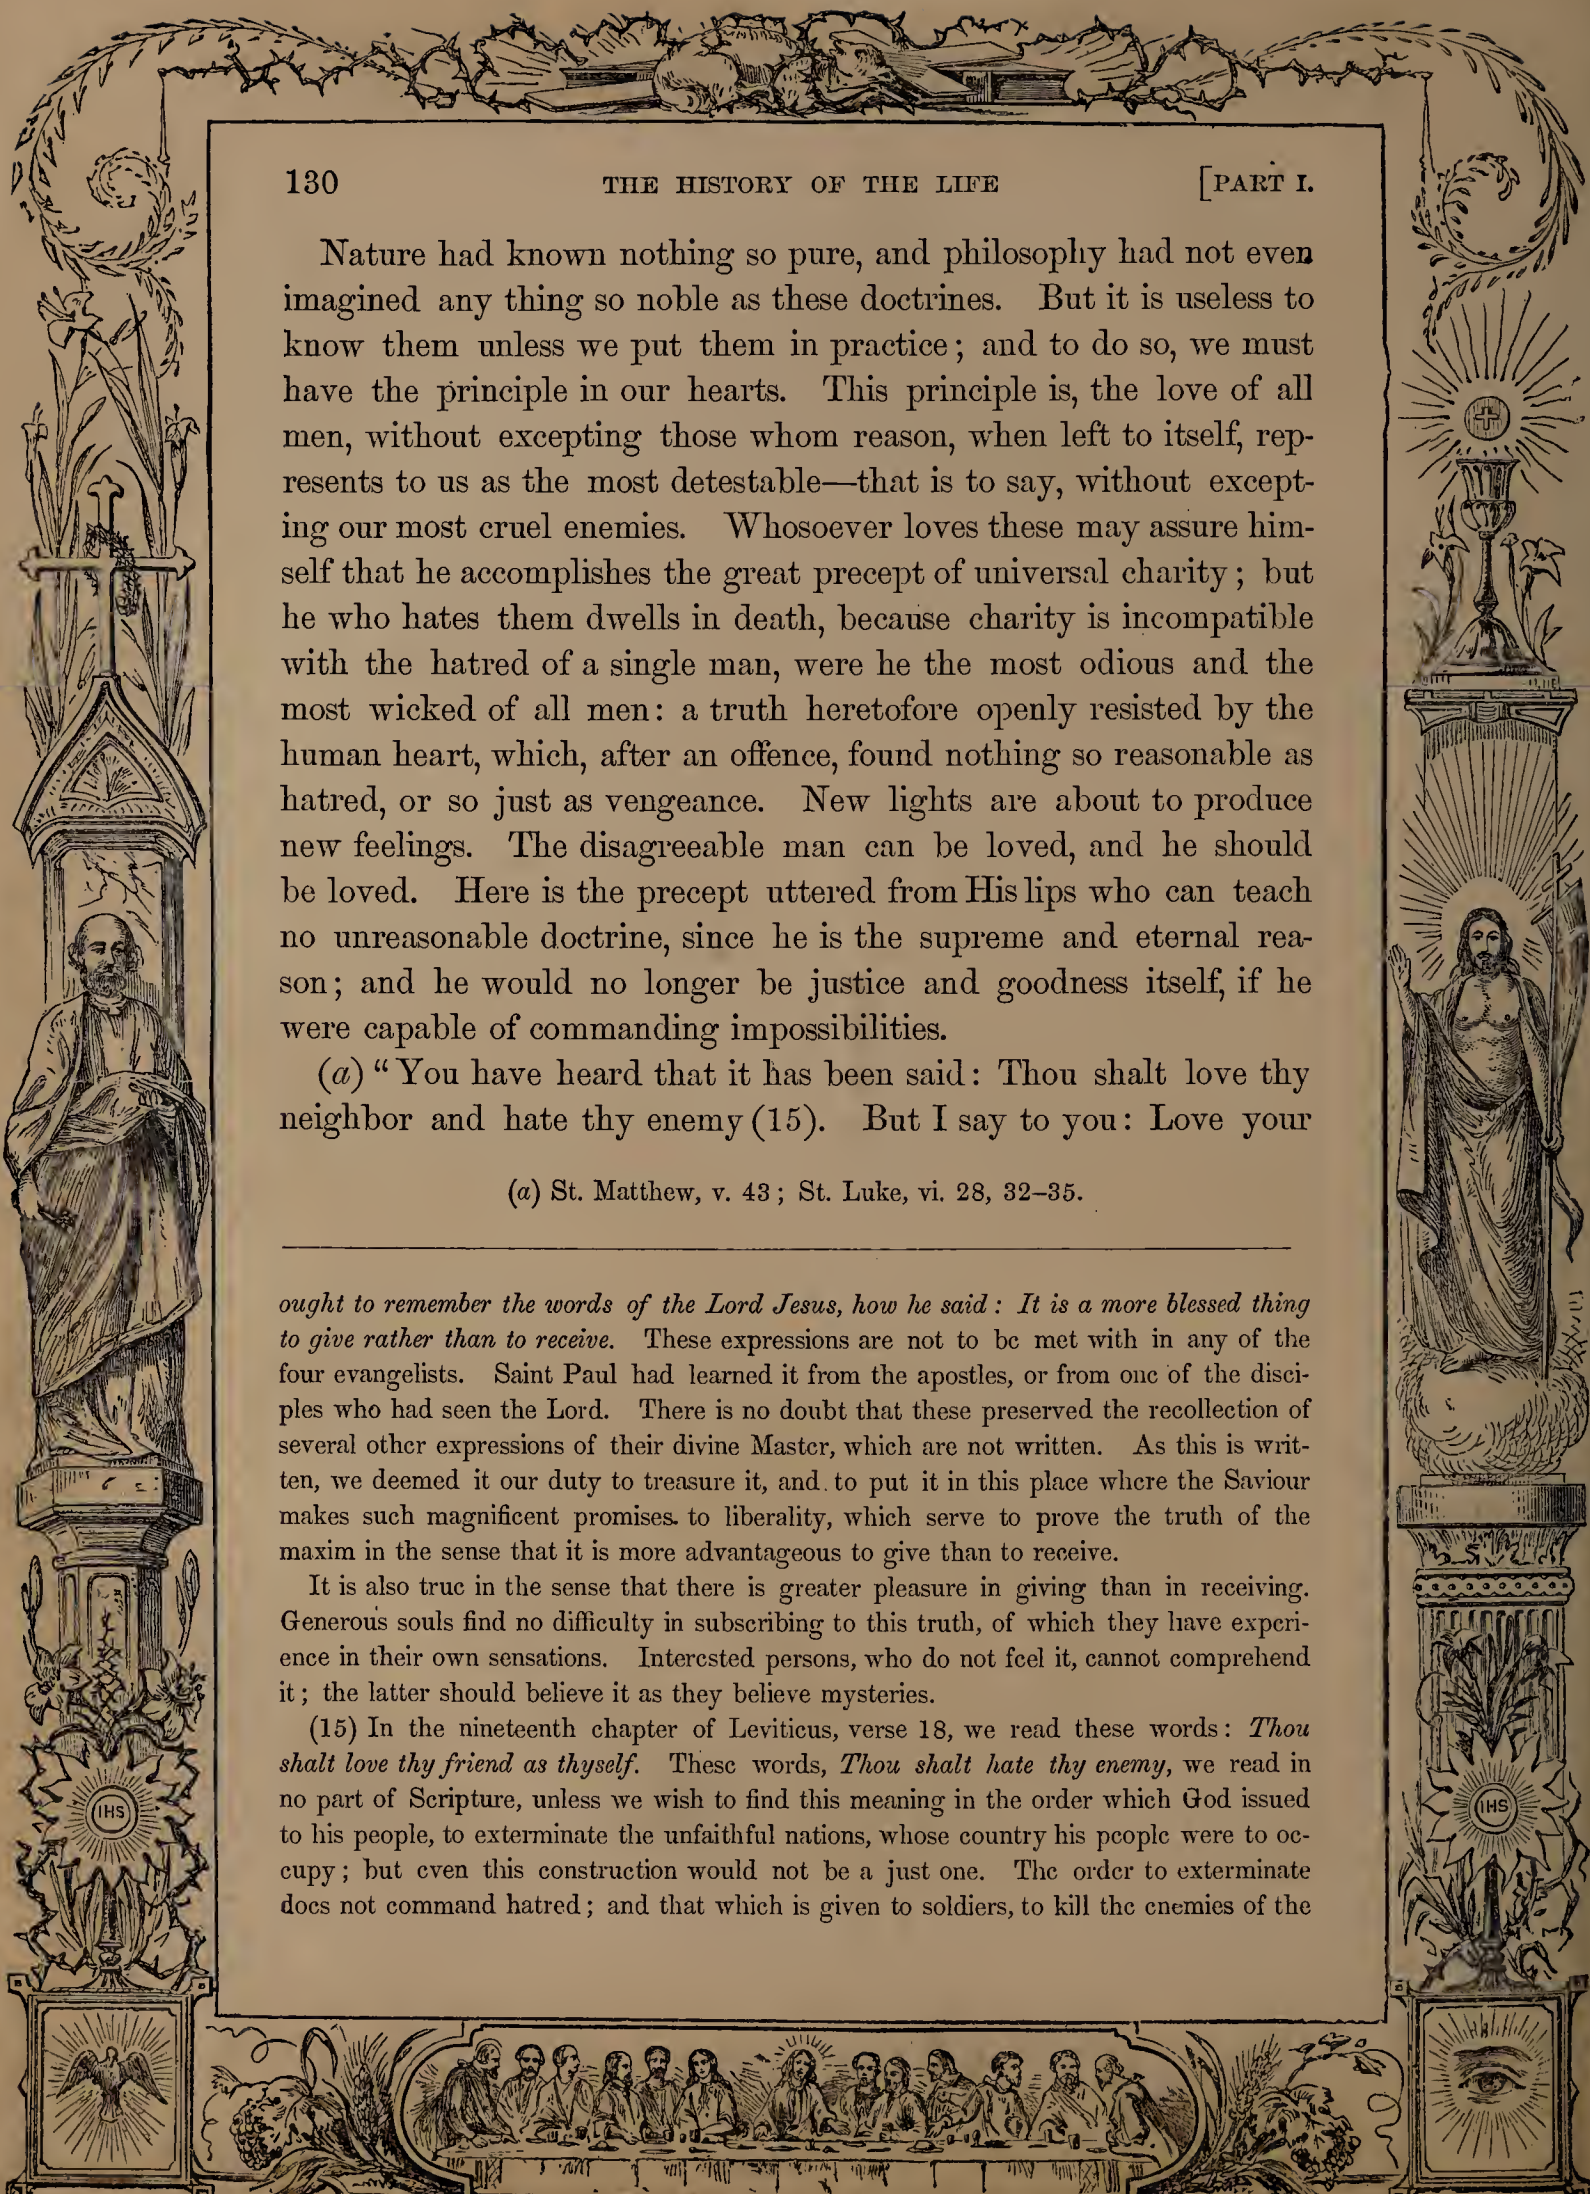 130 THE HISTORY OF THE LIFE [PART I.
Nature had known nothing so pure, and philosophy had not even
imagined any thing so noble as these doctrines. But it is useless to
know them unless we put them in practice; and to do so, we must
have the principle in our hearts. This principle is, the love of all
men, without excepting those whom reason, when left to itself, rep-
resents to us as the most detestable—that is to say, without except-
ing our most cruel enemies. Whosoever loves these may assure him-
self that he accomplishes the great precept of universal charity; but
he who hates them dwells in death, because charity is incompatible
with the hatred of a single man, were he the most odious and the
most wicked of all men: a truth heretofore openly resisted by the
human heart, which, after an offence, found nothing so reasonable as
hatred, or so just as vengeance. New lights are about to produce
new feelings. The disagreeable man can be loved, and he should
be loved. Here is the precept uttered from His lips who can teach
no unreasonable doctrine, since he is the supreme and eternal rea-
son; and he would no longer be justice and goodness itself, if he
were capable of commanding impossibilities.
(a) “You have heard that it has been said: Thou shalt love thy
neighbor and hate thy enemy (15). But I say to you: Love your
(a) St. Matthew, v. 43; St. Luke, vi. 28, 32–35.
ought to remember the words of the Lord Jesus, how he said: It is a more blessed thing
to give rather than to receive. These expressions are not to be met with in any of the
four evangelists. Saint Paul had learned it from the apostles, or from one of the disci-
ples who had seen the Lord. There is no doubt that these preserved the recollection of
several other expressions of their divine Master, which are not written. As this is writ-
ten, we deemed it our duty to treasure it, and to put it in this place where the Saviour
makes such magnificent promises to liberality, which serve to prove the truth of the
maxim in the sense that it is more advantageous to give than to receive.
It is also true in the sense that there is greater pleasure in giving than in receiving.
Generous souls find no difficulty in subscribing to this truth, of which they have experi-
ence in their own sensations. Interested persons, who do not feel it, cannot comprehend
it; the latter should believe it as they believe mysteries.
(15) In the nineteenth chapter of Leviticus, verse 18, we read these words: Thou
shalt love thy friend as thyself. These words, Thou shalt hate thy enemy, we read in
no part of Scripture, unless we wish to find this meaning in the order which God issued
to his people, to exterminate the unfaithful nations, whose country his people were to oc-
cupy; but even this construction would not be a just one. The order to exterminate
does not command hatred; and that which is given to soldiers, to kill the enemies of the
IHS
IHS